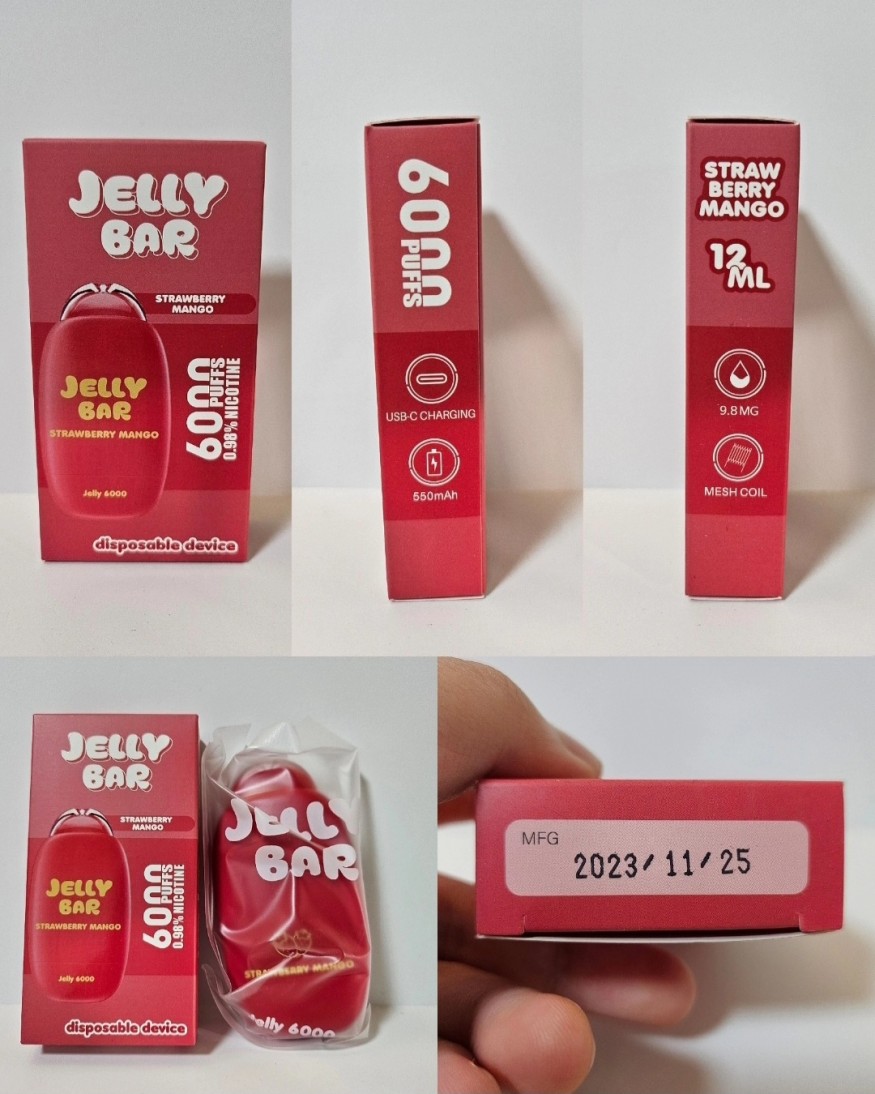 JELLY
BAR
STRAWBERRY
MANGO
JELLY
BAR
STRAWBERRY MANGO
Jelly 6000
6000
PUFFS
0.98% NICOTINE
disposable device
6000
PUFFS
USB-C CHARGING
550mAh
STRAW
BERRY
MANGO
12
ML
9.8 MG
MESH COIL
JELLY
BAR
STRAWBERRY
MANGO
JELLY
BAR
STRAWBERRY MANGO
Jelly 6000
6000
PUFFS
0.98% NICOTINE
disposable device
JELLY
BAR
STRAWBERRY MANGO
Jelly 6000
MFG
2023/11/25